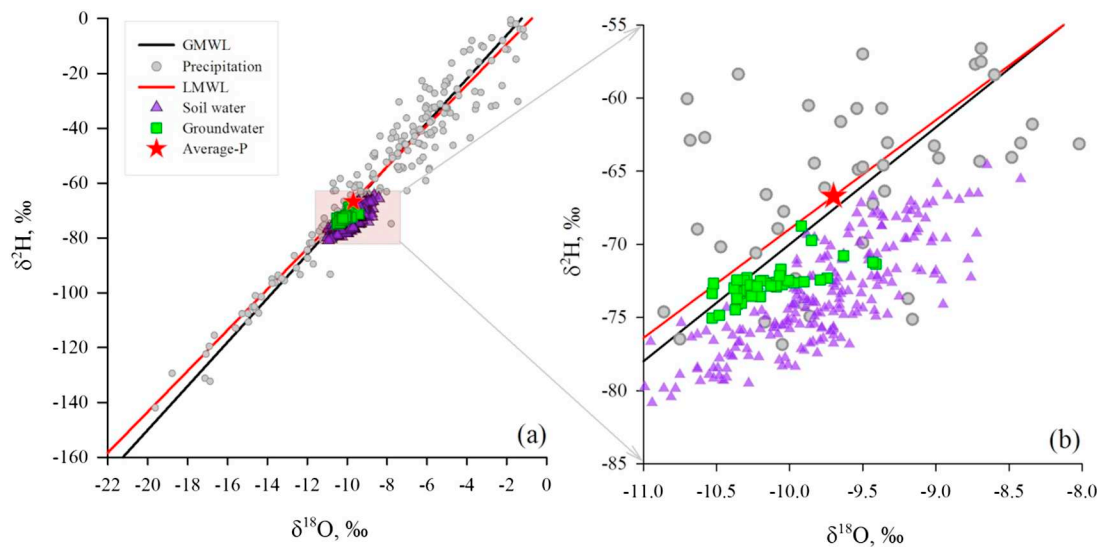 GMWL
Precipitation
LMWL
Soil water
Groundwater
Average-P
0
-20
-40
-60
-80
-100
-120
-140
-160
δ²H, ‰
-22 -20 -18 -16 -14 -12 -10 -8 -6 -4 -2 0
δ¹⁸O, ‰
(a)
-55
-60
-65
-70
-75
-80
-85
δ²H, ‰
-11.0 -10.5 -10.0 -9.5 -9.0 -8.5 -8.0
δ¹⁸O, ‰
(b)